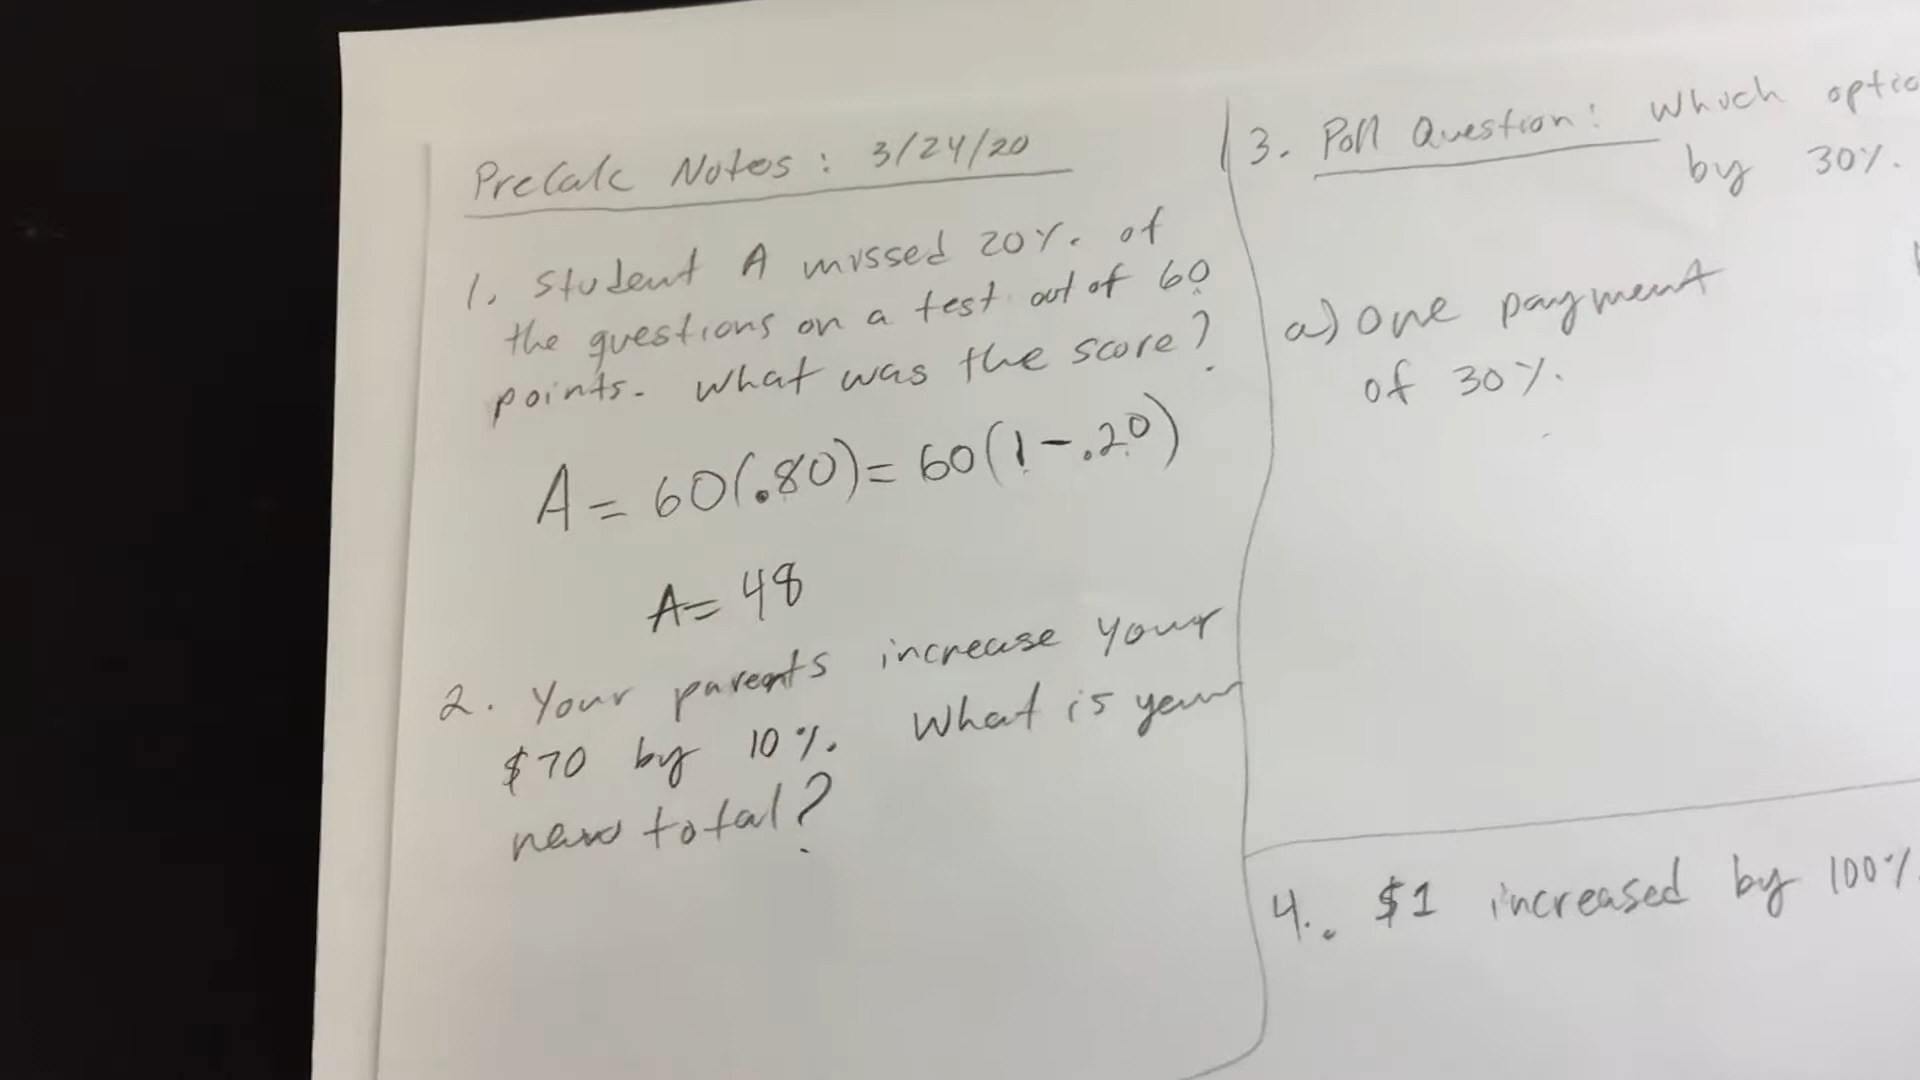 PreCalc Notes: 3/24/20
1. Student A missed 20% of
the questions on a test out of 60
points. What was the score?
A = 60(.80) = 60(1-.20)
A = 48
2. Your parents increase your
$70 by 10%. What is your
new total?
3. Poll Question: Which
by 30%.
a) One payment
of 30%.
4. $1 increased by 100%